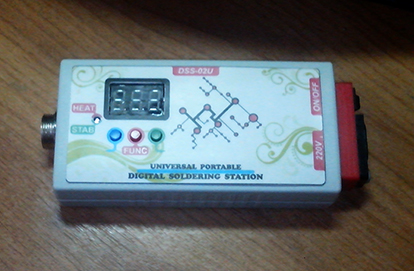 DSS-02U
HEAT
STAB
FUNC
ON/OFF
220V
UNIVERSAL PORTABLE
DIGITAL SOLDERING STATION